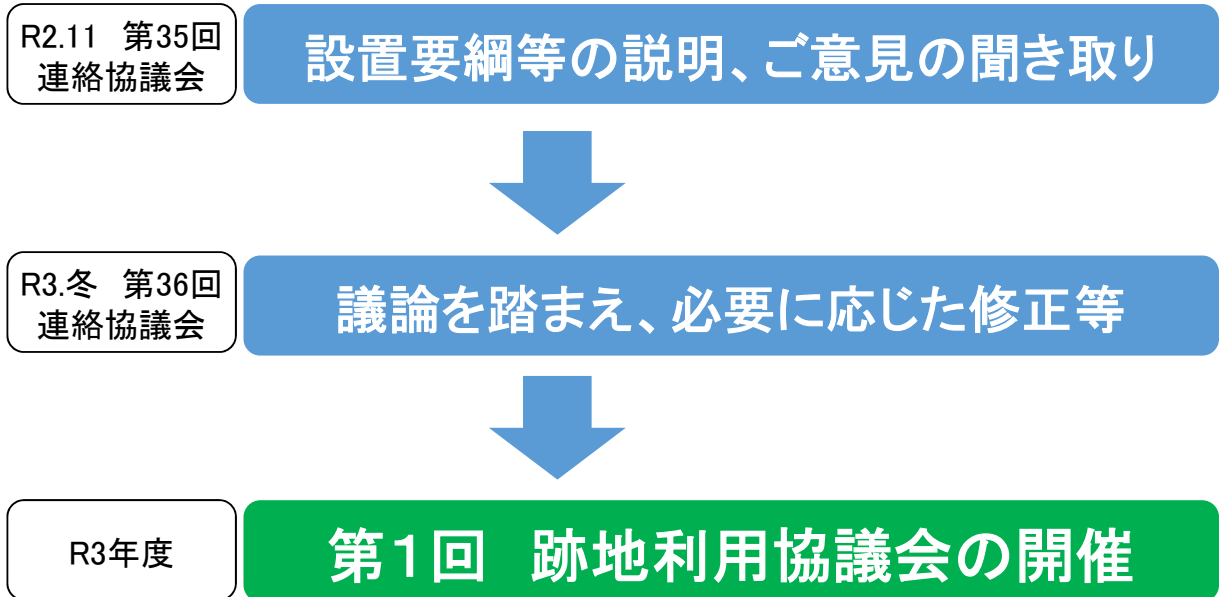 R2.11　第35回
連絡協議会
設置要綱等の説明、ご意見の聞き取り
R3.冬　第36回
連絡協議会
議論を踏まえ、必要に応じた修正等
R3年度
第１回　跡地利用協議会の開催